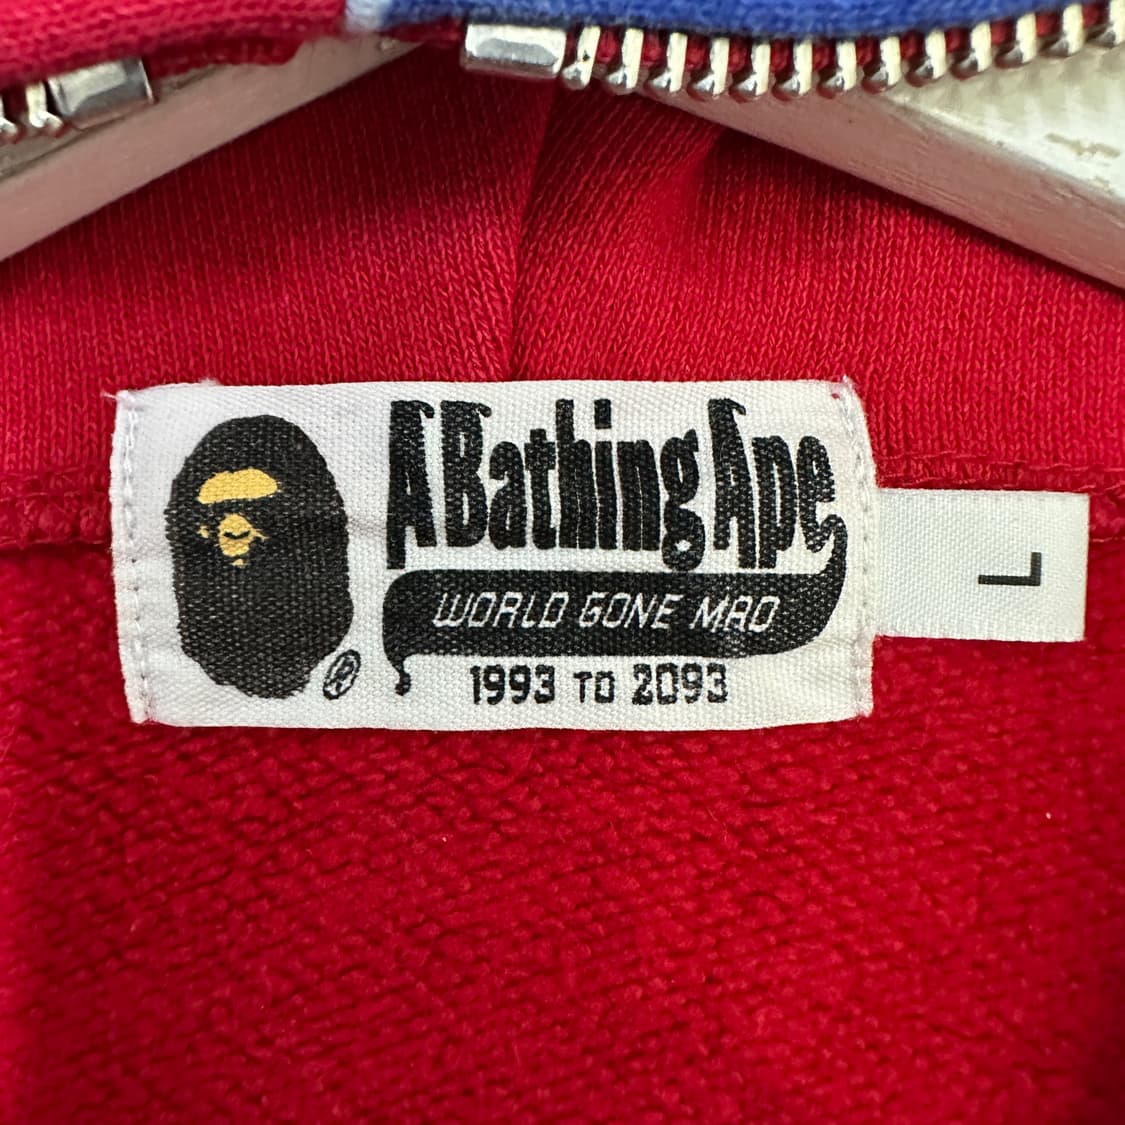 A Bathing Ape
WORLD GONE MAD
1993 TO 2093
®
L